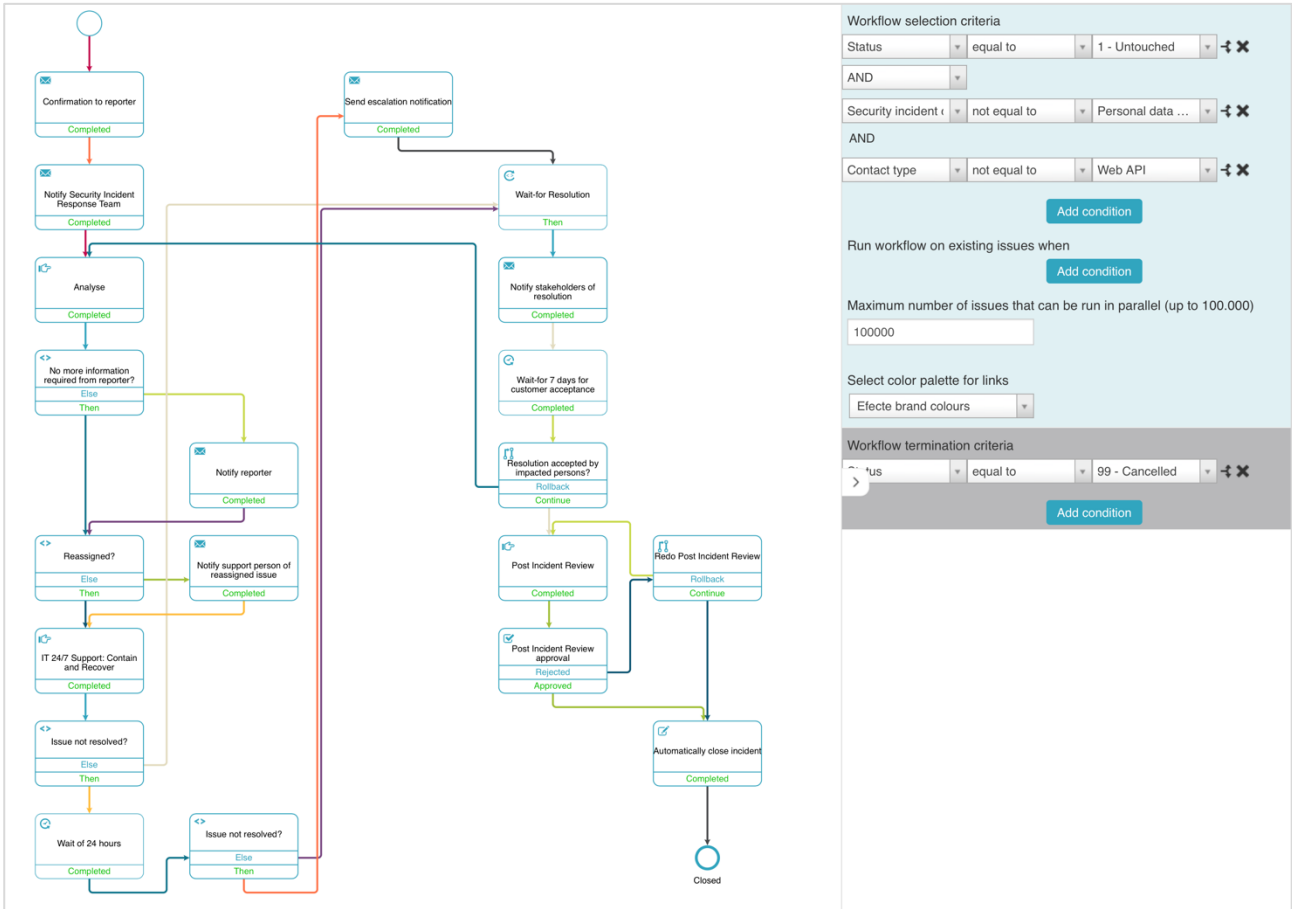 Confirmation to reporter
Completed
Notify Security Incident
Response Team
Completed
Analyse
Completed
No more information
required from reporter?
Else
Then
Notify reporter
Completed
Reassigned?
Else
Then
Notify support person of
reassigned issue
Completed
IT 24/7 Support: Contain
and Recover
Completed
Issue not resolved?
Else
Then
Wait of 24 hours
Completed
Issue not resolved?
Else
Then
Send escalation notification
Completed
Wait-for Resolution
Then
Notify stakeholders of
resolution
Completed
Wait-for 7 days for
customer acceptance
Completed
Resolution accepted by
impacted persons?
Rollback
Continue
Post Incident Review
Completed
Redo Post Incident Review
Rollback
Continue
Post Incident Review
approval
Rejected
Approved
Automatically close incident
Completed
Closed
Workflow selection criteria
Status equal to 1 - Untouched
AND
Security incident not equal to Personal data ...
AND
Contact type not equal to Web API
Add condition
Run workflow on existing issues when
Add condition
Maximum number of issues that can be run in parallel (up to 100.000)
100000
Select color palette for links
Efecte brand colours
Workflow termination criteria
equal to 99 - Cancelled
Add condition